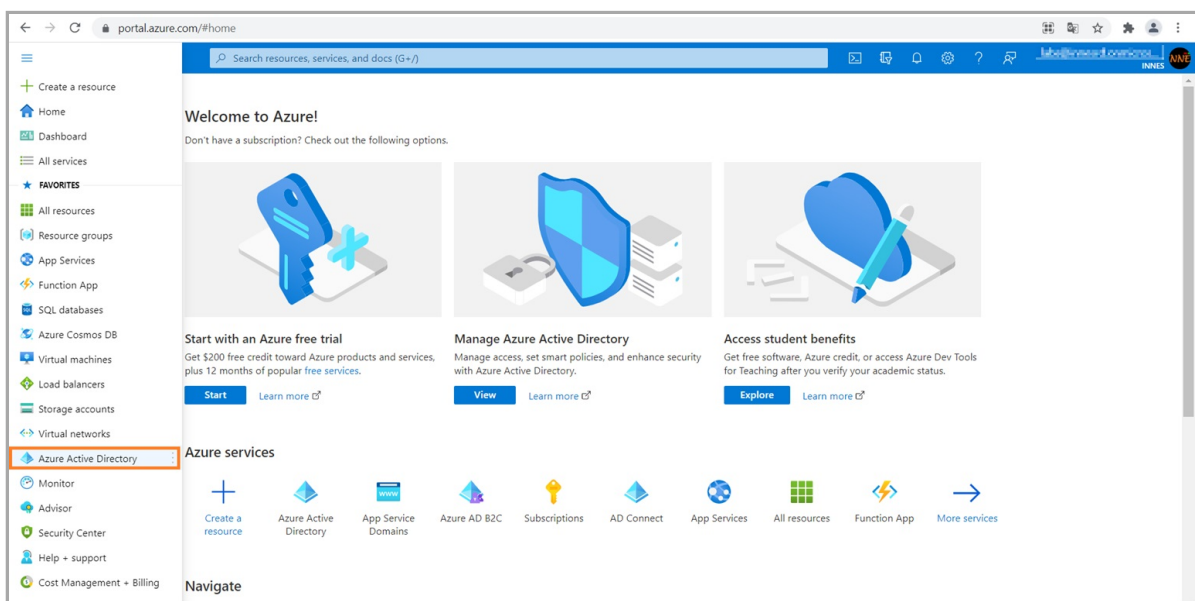 portal.azure.com/#home
Search resources, services, and docs (G+/)
INNES
NNE
Create a resource
Home
Dashboard
All services
FAVORITES
All resources
Resource groups
App Services
Function App
SQL databases
Azure Cosmos DB
Virtual machines
Load balancers
Storage accounts
Virtual networks
Azure Active Directory
Monitor
Advisor
Security Center
Help + support
Cost Management + Billing
Welcome to Azure!
Don't have a subscription? Check out the following options.
Start with an Azure free trial
Get $200 free credit toward Azure products and services,
plus 12 months of popular free services.
Start Learn more
Manage Azure Active Directory
Manage access, set smart policies, and enhance security
with Azure Active Directory.
View Learn more
Access student benefits
Get free software, Azure credit, or access Azure Dev Tools
for Teaching after you verify your academic status.
Explore Learn more
Azure services
Create a
resource
Azure Active
Directory
www
App Service
Domains
Azure AD B2C
Subscriptions
AD Connect
App Services
All resources
Function App
More services
Navigate